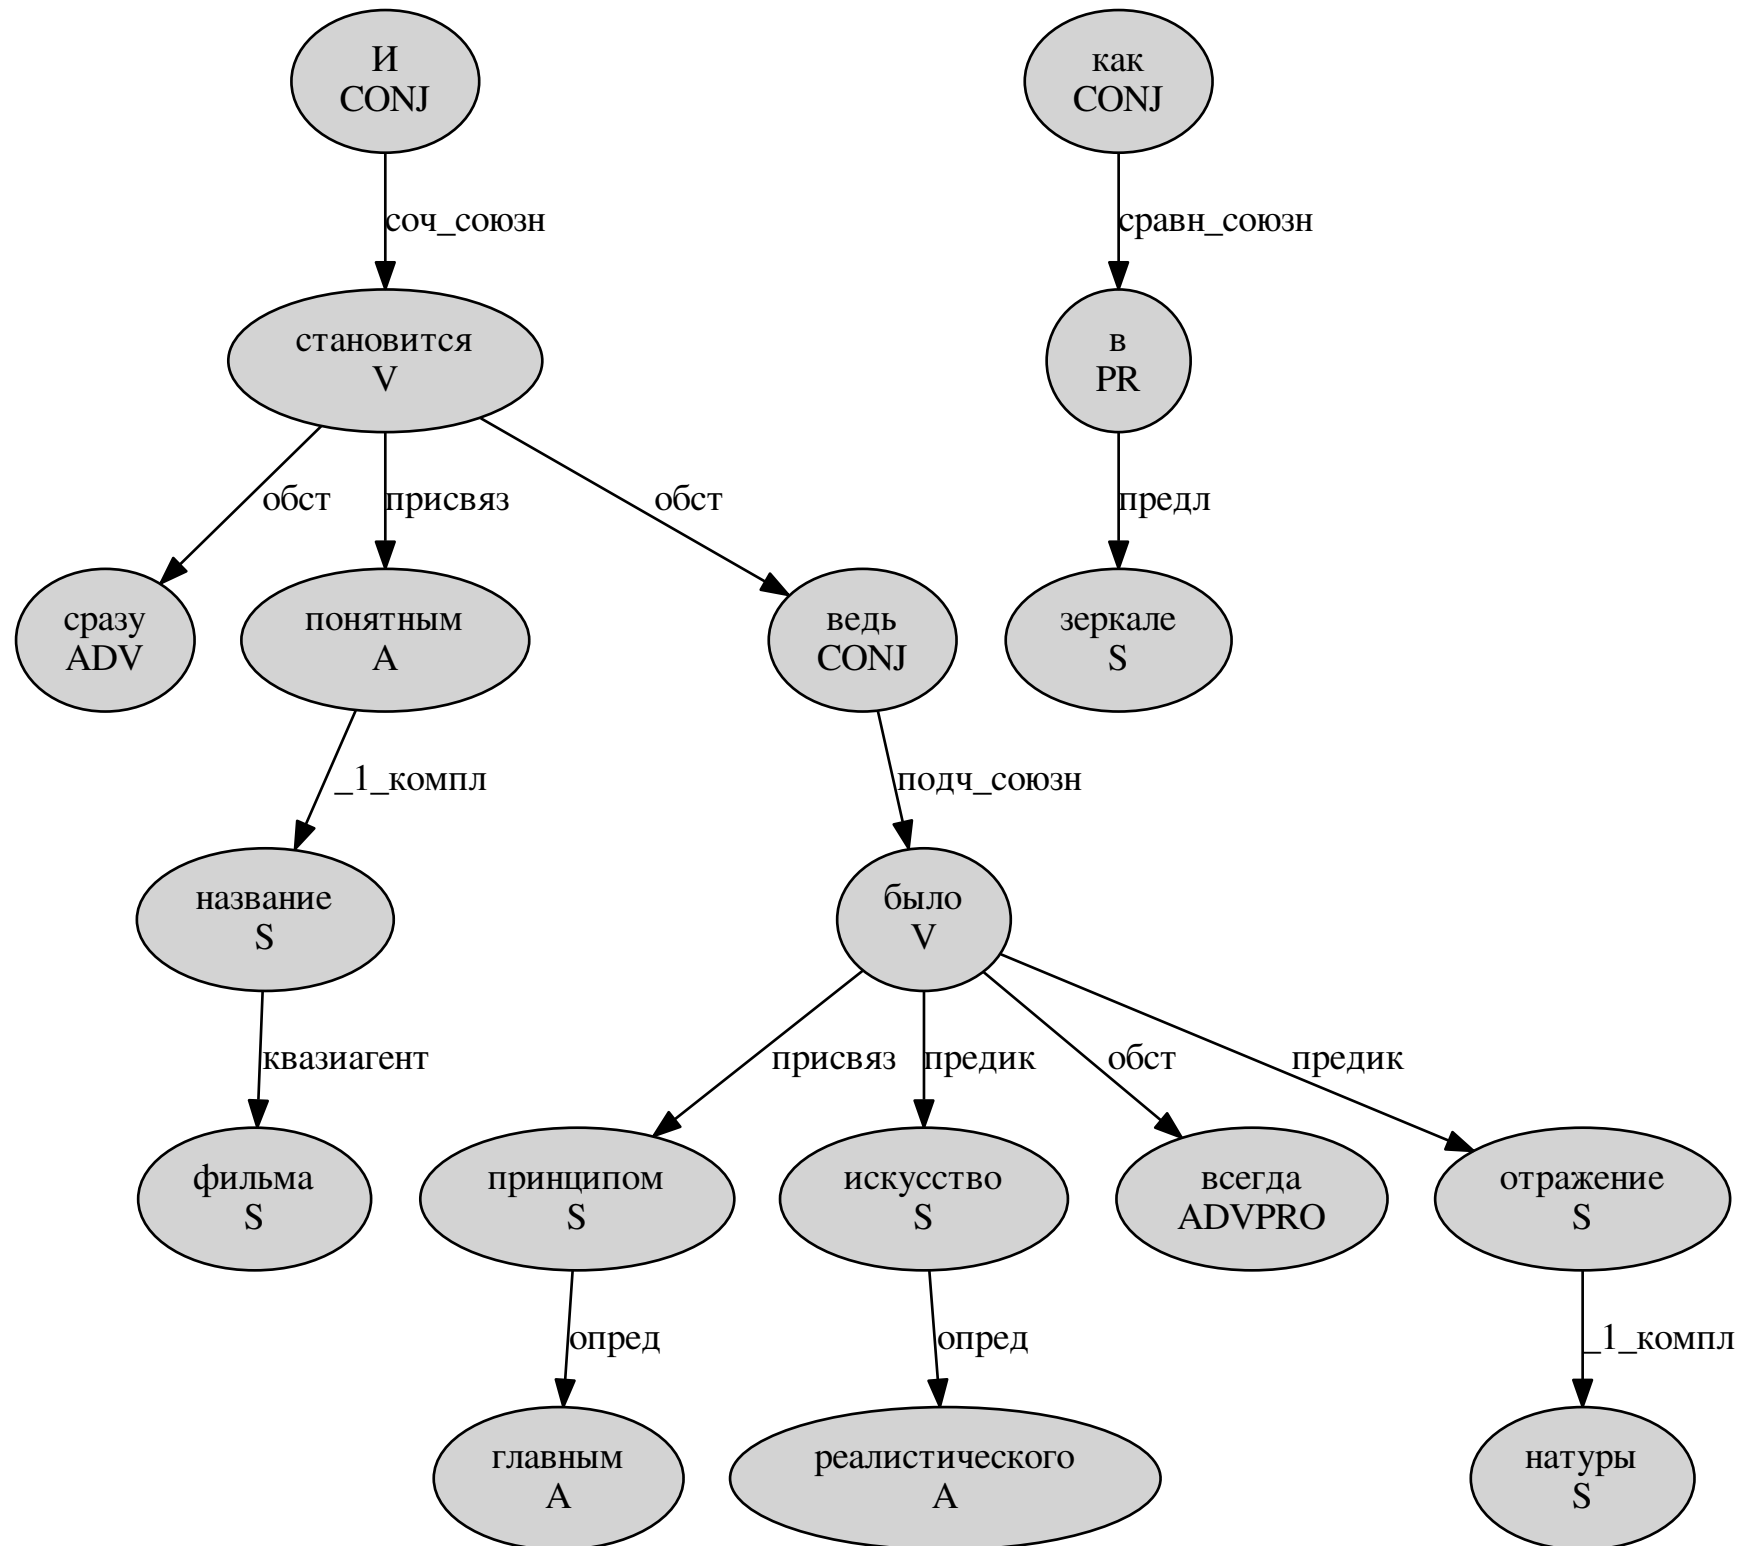 И
CONJ
как
CONJ
соч_союзн
сравн_союзн
становится
V
в
PR
обст
присвяз
обст
предл
сразу
ADV
понятным
A
ведь
CONJ
зеркале
S
_1_компл
подч_союзн
название
S
было
V
квазиагент
присвяз
предик
обст
предик
фильма
S
принципом
S
искусство
S
всегда
ADVPRO
отражение
S
опред
опред
_1_компл
главным
A
реалистического
A
натуры
S